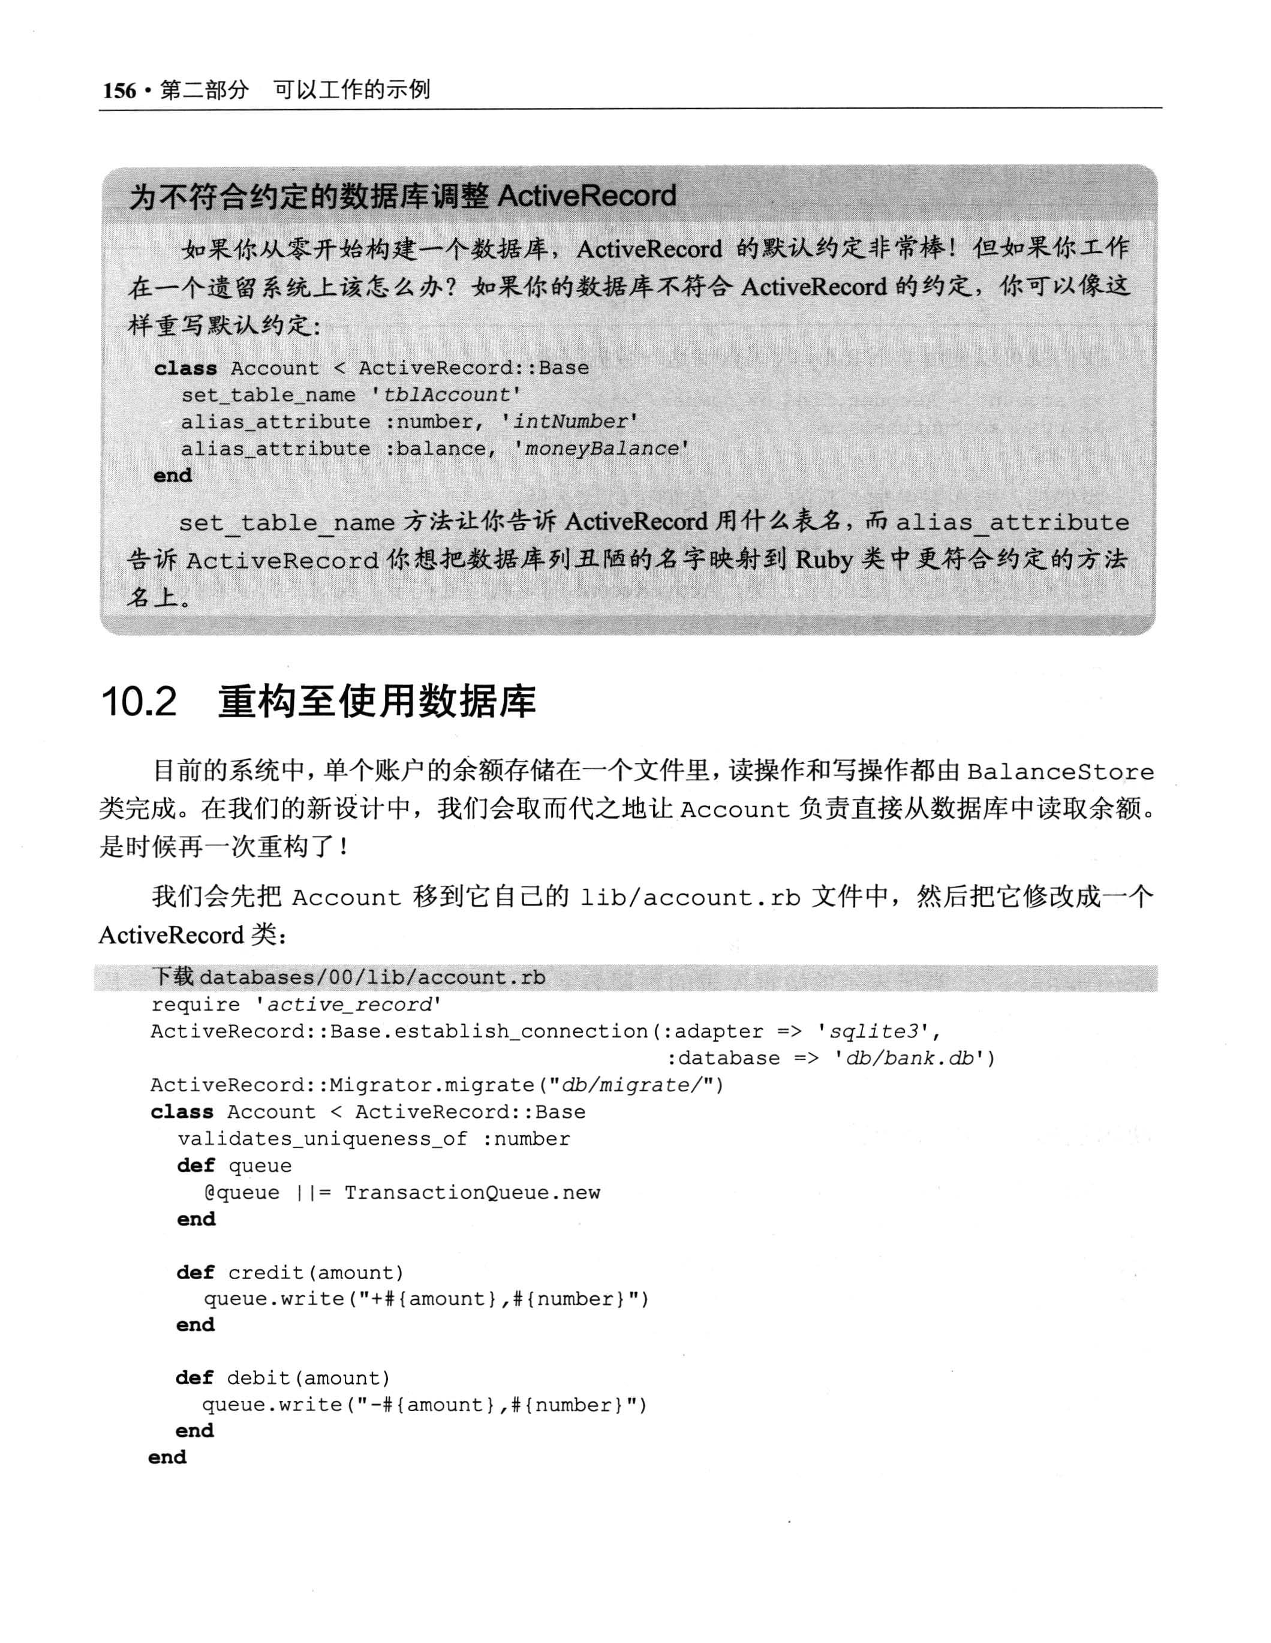 156 • 第二部分　可以工作的示例
为不符合约定的数据库调整 ActiveRecord
如果你从零开始构建一个数据库，ActiveRecord 的默认约定非常棒！但如果你工作
在一个遗留系统上该怎么办？如果你的数据库不符合 ActiveRecord 的约定，你可以像这
样重写默认约定：
class Account < ActiveRecord::Base
  set_table_name 'tblAccount'
  alias_attribute :number, 'intNumber'
  alias_attribute :balance, 'moneyBalance'
end
set_table_name 方法让你告诉 ActiveRecord 用什么表名，而 alias_attribute
告诉 ActiveRecord 你想把数据库列丑陋的名字映射到 Ruby 类中更符合约定的方法
名上。
10.2　重构至使用数据库
目前的系统中，单个账户的余额存储在一个文件里，读操作和写操作都由 BalanceStore
类完成。在我们的新设计中，我们会取而代之地让 Account 负责直接从数据库中读取余额。
是时候再一次重构了！
我们会先把 Account 移到它自己的 lib/account.rb 文件中，然后把它修改成一个
ActiveRecord 类：
下载 databases/00/lib/account.rb
require 'active_record'
ActiveRecord::Base.establish_connection(:adapter => 'sqlite3',
                                        :database => 'db/bank.db')
ActiveRecord::Migrator.migrate("db/migrate/")
class Account < ActiveRecord::Base
  validates_uniqueness_of :number
  def queue
    @queue ||= TransactionQueue.new
  end
  def credit(amount)
    queue.write("+#{amount},#{number}")
  end
  def debit(amount)
    queue.write("-#{amount},#{number}")
  end
end